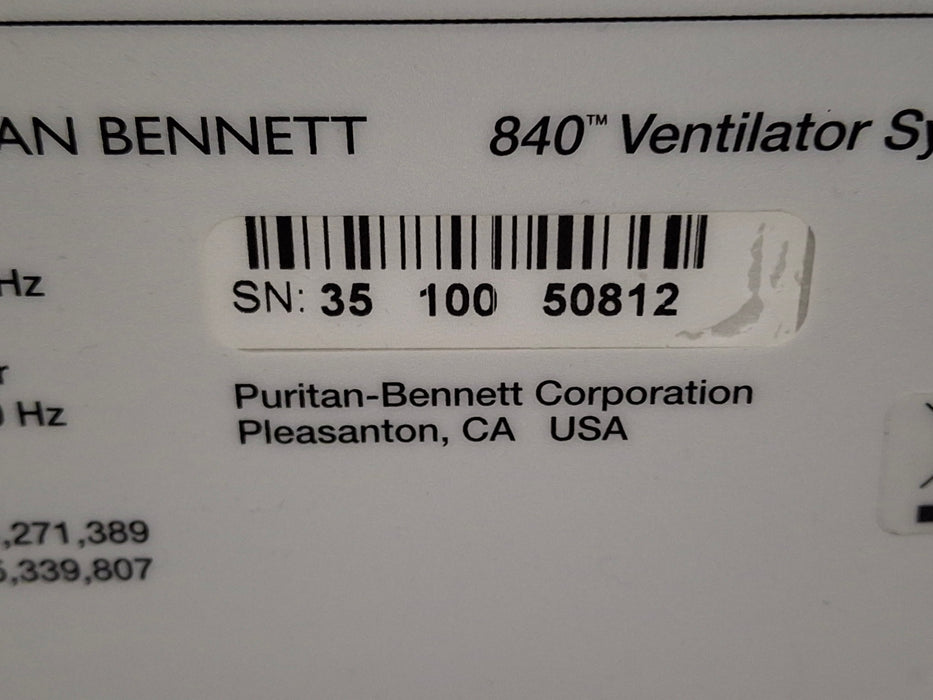 AN BENNETT 840™ Ventilator Sy
Hz
SN: 35 100 50812
r
Puritan-Bennett Corporation
Hz
Pleasanton, CA USA
,271,389
5,339,807